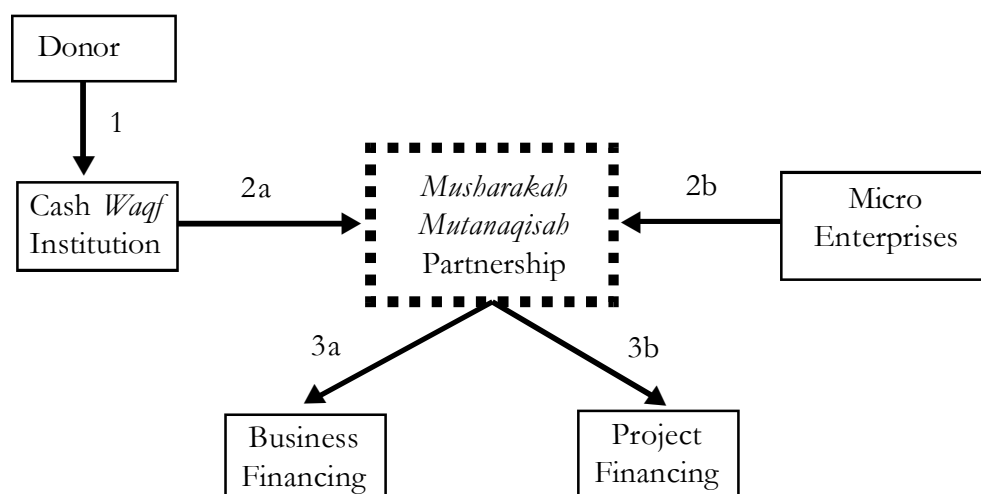 Donor
1
Cash Waqf
Institution
2a
Musharakah
Mutanaqisah
Partnership
2b
Micro
Enterprises
3a
3b
Business
Financing
Project
Financing